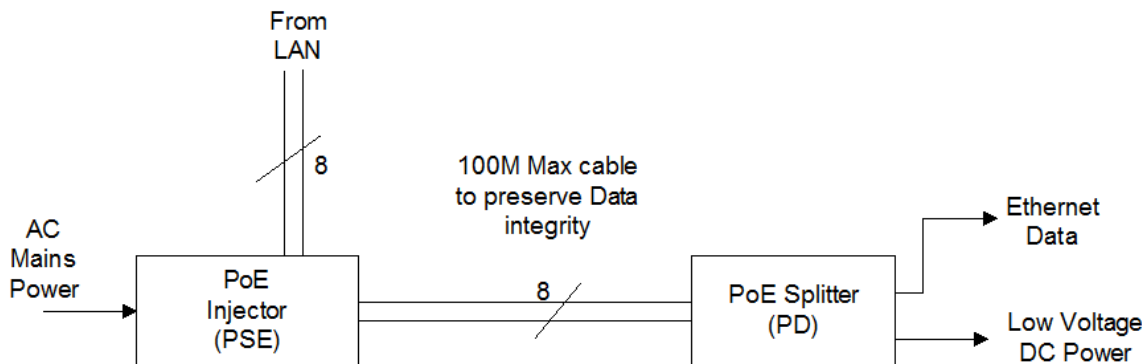 From
LAN
8
100M Max cable
to preserve Data
integrity
AC
Mains
Power
PoE
Injector
(PSE)
8
PoE Splitter
(PD)
Ethernet
Data
Low Voltage
DC Power